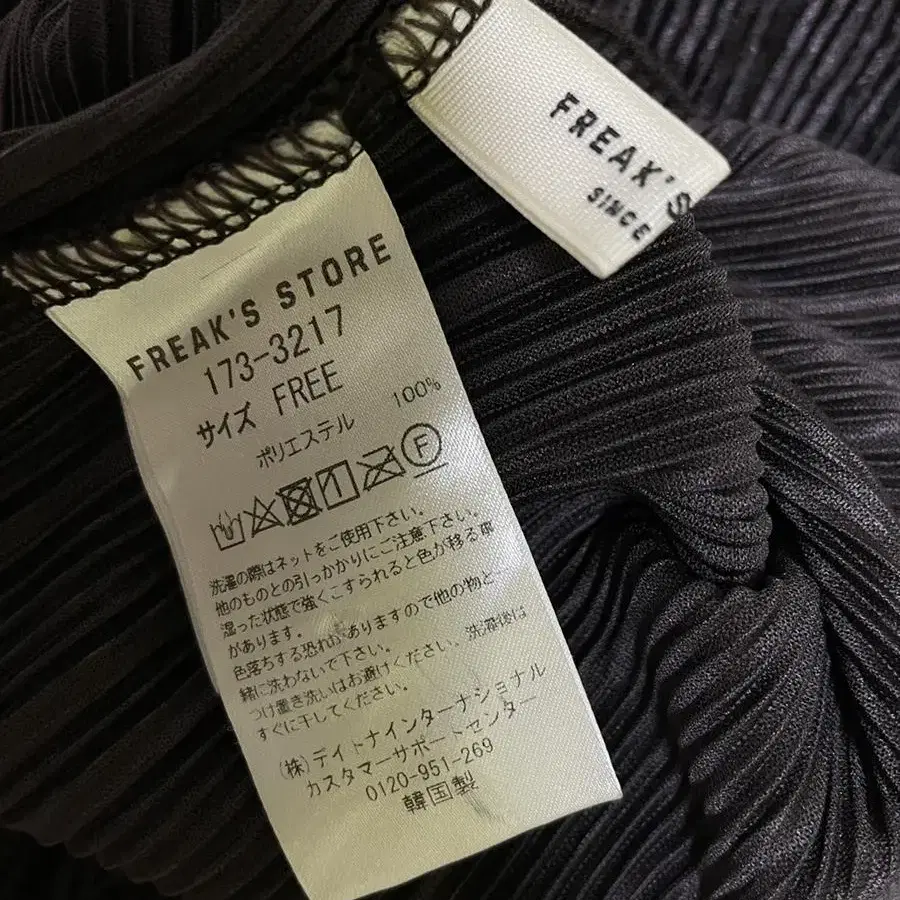 FREAK'S
SINCE
FREAK'S STORE
173-3217
サイズ FREE
ポリエステル 100%
F
洗濯の際はネットをご使用下さい。
他のものとの引っかかりにご注意下さい。
湿った状態で強くこすられると色が移る事
があります。
色落ちする恐れがありますので他の物と一
緒に洗わないで下さい。
つけ置き洗いはお避けください。洗濯後は
すぐに干してください。
(株)デイトナインターナショナル
カスタマーサポートセンター
0120-951-269
韓国製